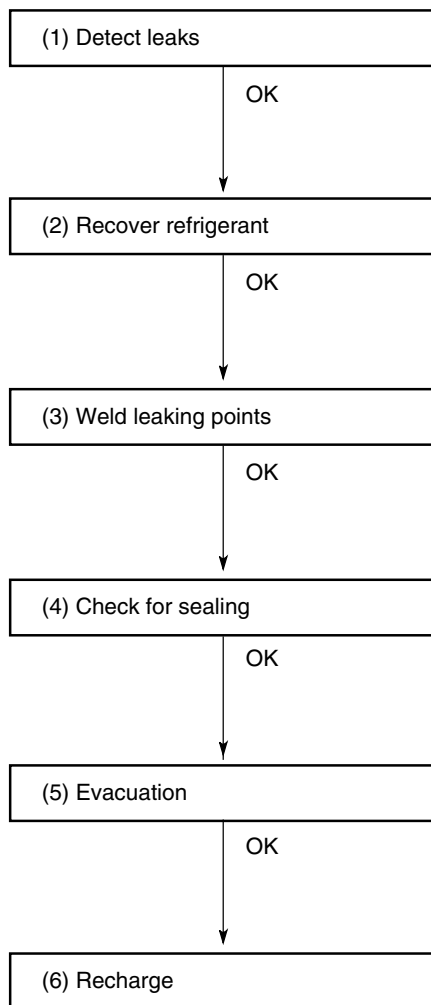 (1) Detect leaks
OK
(2) Recover refrigerant
OK
(3) Weld leaking points
OK
(4) Check for sealing
OK
(5) Evacuation
OK
(6) Recharge